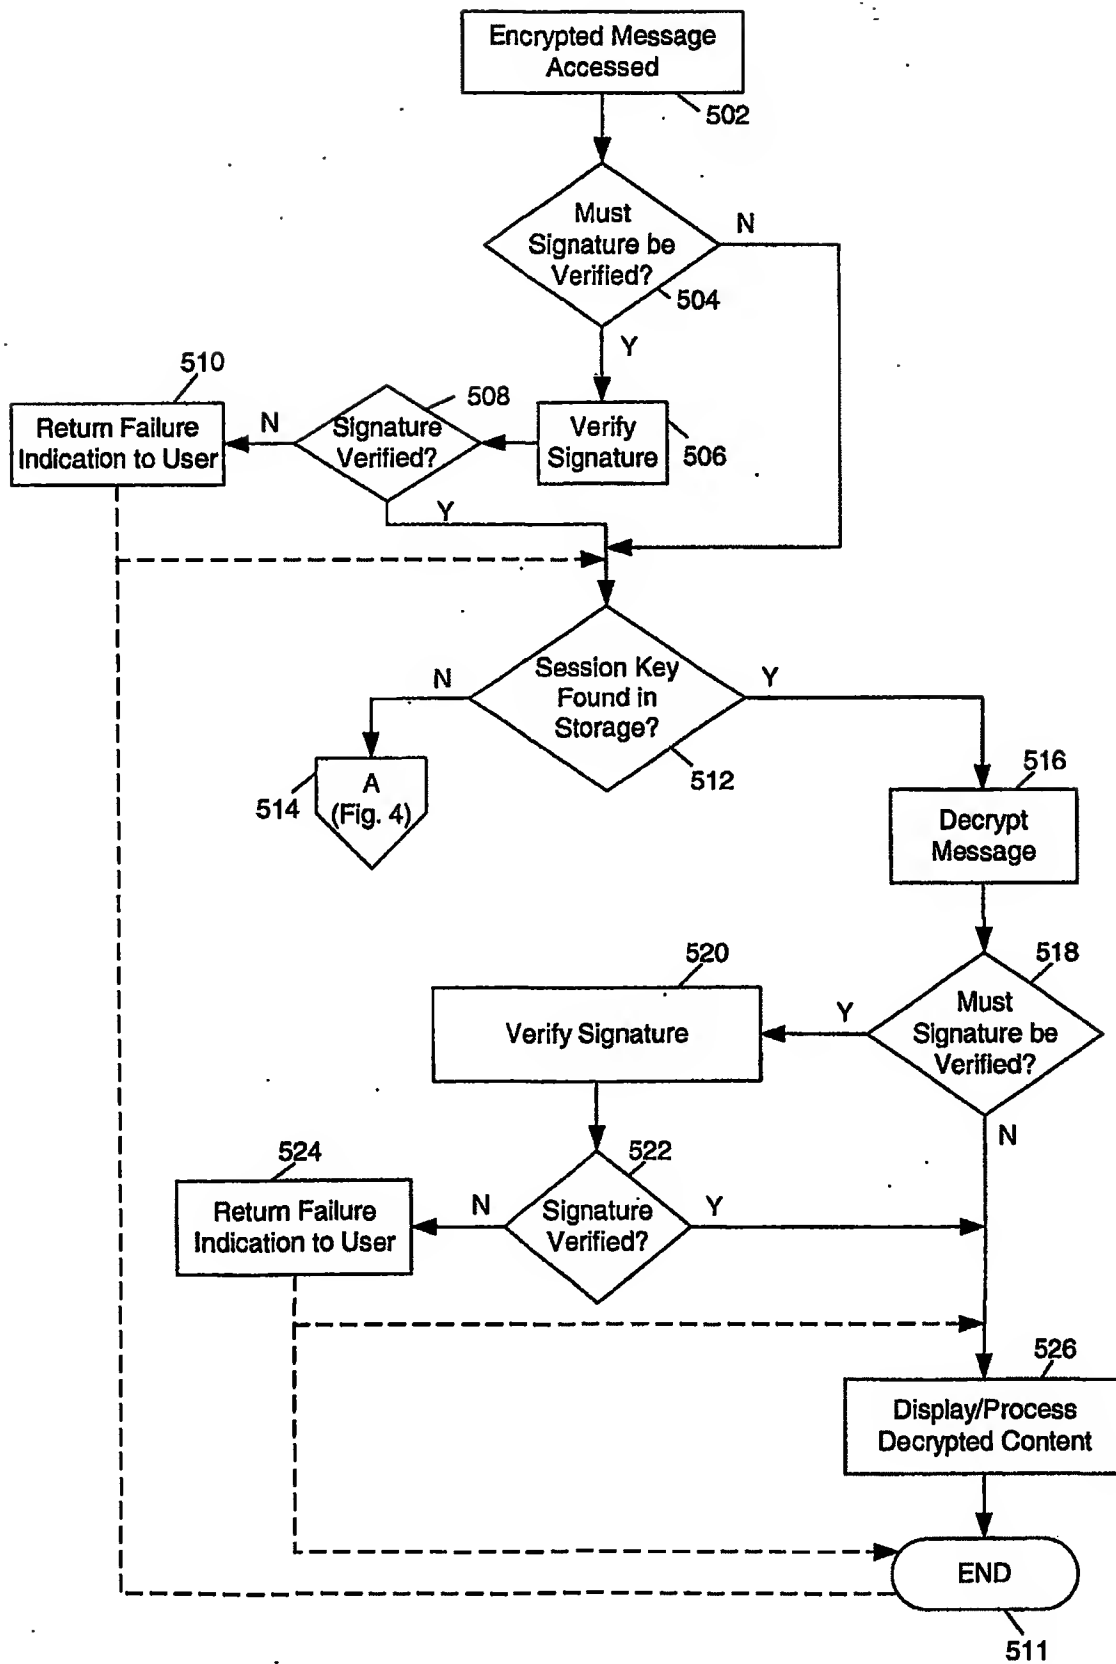 Encrypted Message
Accessed
502
Must
Signature be
Verified?
N
504
Y
510
Return Failure
Indication to User
N
508
Signature
Verified?
Verify
Signature
506
Y
Session Key
Found in
Storage?
N
Y
512
A
(Fig. 4)
514
516
Decrypt
Message
518
Must
Signature be
Verified?
Y
N
520
Verify Signature
522
Signature
Verified?
N
Y
524
Return Failure
Indication to User
526
Display/Process
Decrypted Content
END
511